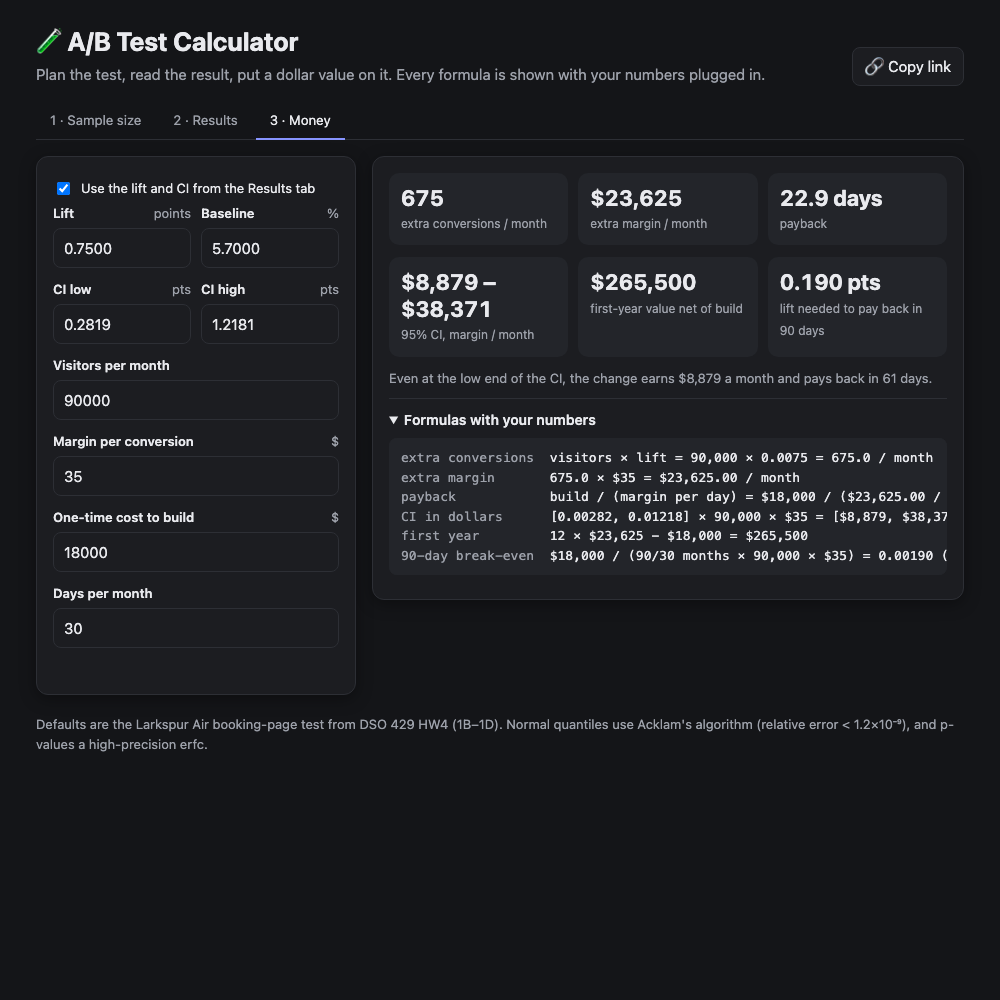 🧪 A/B Test Calculator
Plan the test, read the result, put a dollar value on it. Every formula is shown with your numbers plugged in.
🔗 Copy link
1 · Sample size
2 · Results
3 · Money
Use the lift and CI from the Results tab
Lift points Baseline %
0.7500 5.7000
CI low pts CI high pts
0.2819 1.2181
Visitors per month
90000
Margin per conversion $
35
One-time cost to build $
18000
Days per month
30
675
extra conversions / month
$23,625
extra margin / month
22.9 days
payback
$8,879 –
$38,371
95% CI, margin / month
$265,500
first-year value net of build
0.190 pts
lift needed to pay back in
90 days
Even at the low end of the CI, the change earns $8,879 a month and pays back in 61 days.
▼ Formulas with your numbers
extra conversions visitors × lift = 90,000 × 0.0075 = 675.0 / month
extra margin 675.0 × $35 = $23,625.00 / month
payback build / (margin per day) = $18,000 / ($23,625.00 /
CI in dollars [0.00282, 0.01218] × 90,000 × $35 = [$8,879, $38,37
first year 12 × $23,625 − $18,000 = $265,500
90-day break-even $18,000 / (90/30 months × 90,000 × $35) = 0.00190 (
Defaults are the Larkspur Air booking-page test from DSO 429 HW4 (1B–1D). Normal quantiles use Acklam's algorithm (relative error < 1.2×10⁻⁹), and p-
values a high-precision erfc.